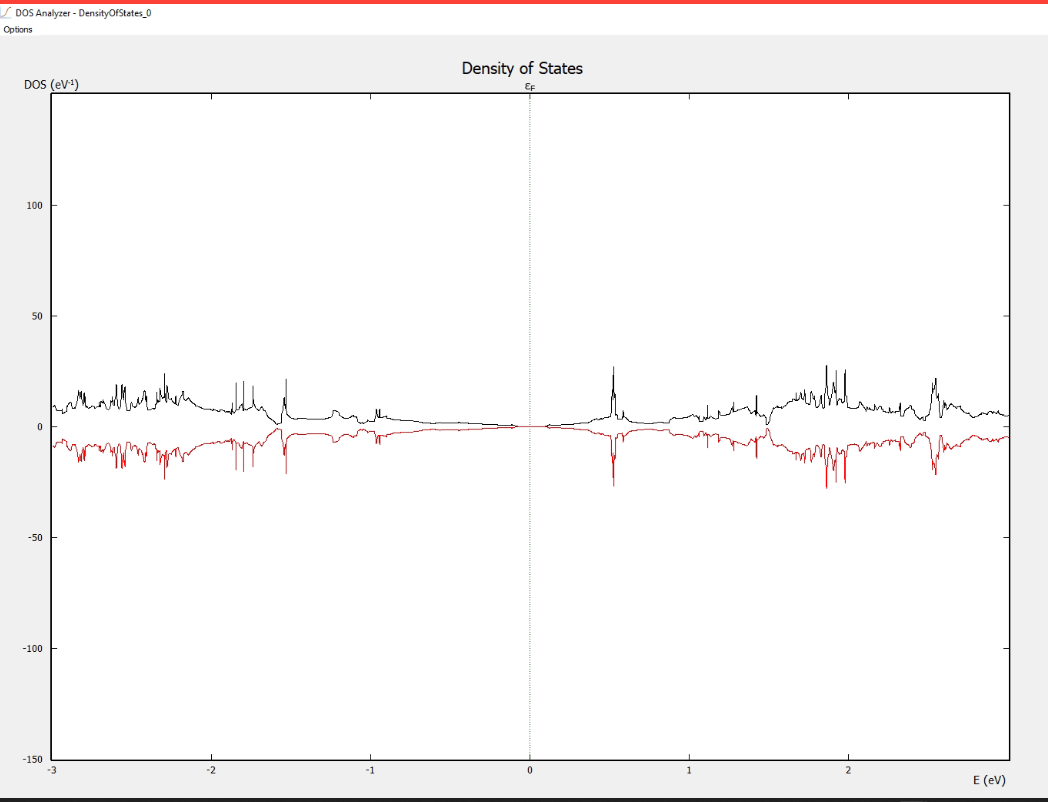 DOS Analyzer - DensityOfStates_0
Options
Density of States
DOS (eV⁻¹)
εF
100
50
0
-50
-100
-150
-3
-2
-1
0
1
2
E (eV)